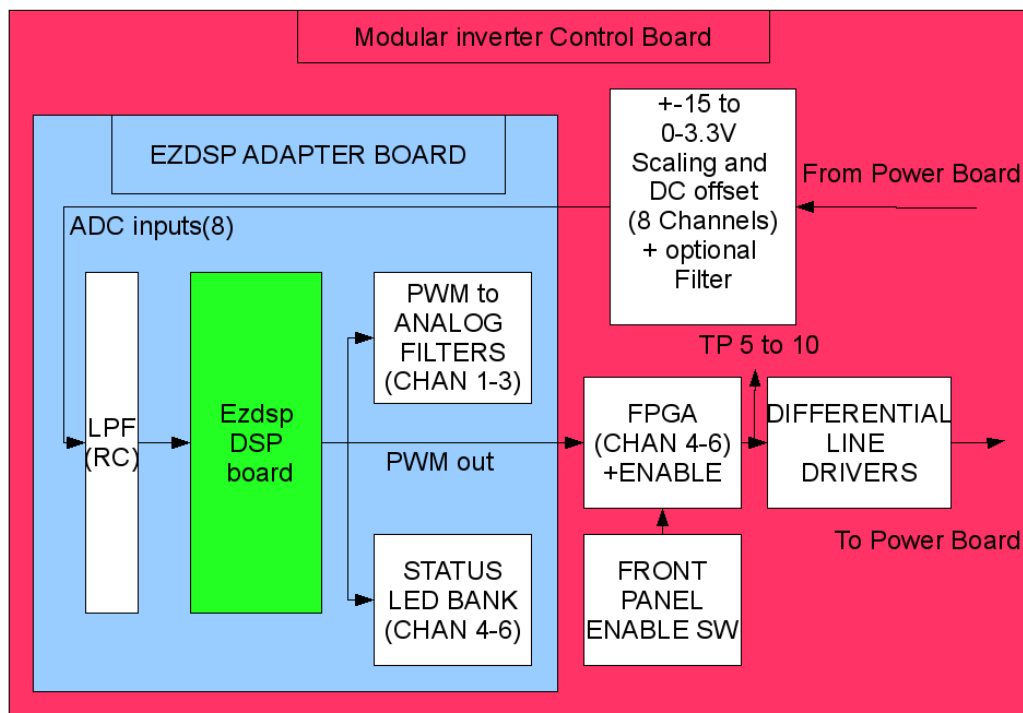 Modular inverter Control Board
+-15 to
0-3.3V
Scaling and
DC offset
(8 Channels)
+ optional
Filter
From Power Board
EZDSP ADAPTER BOARD
ADC inputs(8)
LPF
(RC)
Ezdsp
DSP
board
PWM to
ANALOG
FILTERS
(CHAN 1-3)
PWM out
STATUS
LED BANK
(CHAN 4-6)
TP 5 to 10
FPGA
(CHAN 4-6)
+ENABLE
DIFFERENTIAL
LINE
DRIVERS
To Power Board
FRONT
PANEL
ENABLE SW